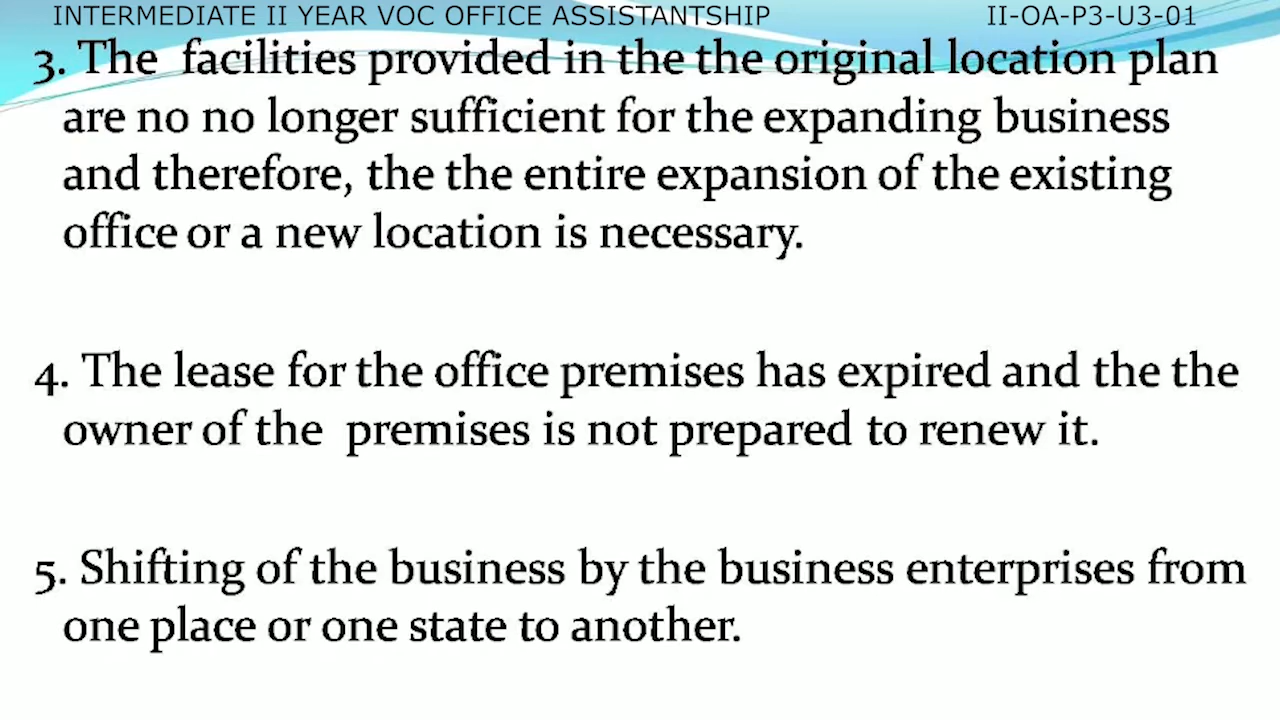 INTERMEDIATE II YEAR VOC OFFICE ASSISTANTSHIP II-OA-P3-U3-01
3. The facilities provided in the the original location plan
are no no longer sufficient for the expanding business
and therefore, the the entire expansion of the existing
office or a new location is necessary.
4. The lease for the office premises has expired and the the
owner of the premises is not prepared to renew it.
5. Shifting of the business by the business enterprises from
one place or one state to another.